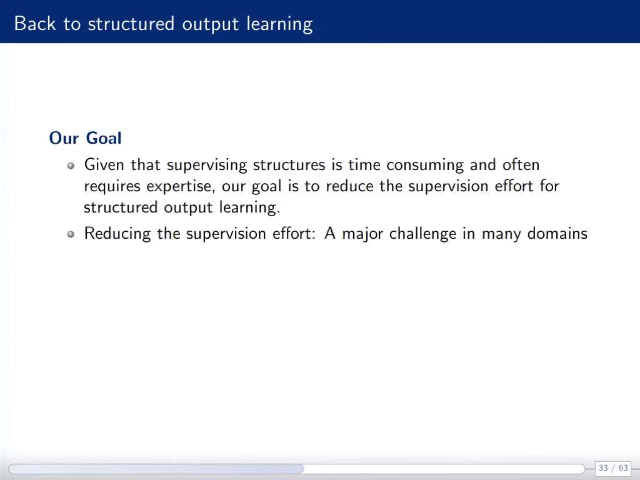 Back to structured output learning
Our Goal
Given that supervising structures is time consuming and often
requires expertise, our goal is to reduce the supervision effort for
structured output learning.
Reducing the supervision effort: A major challenge in many domains
33 / 63